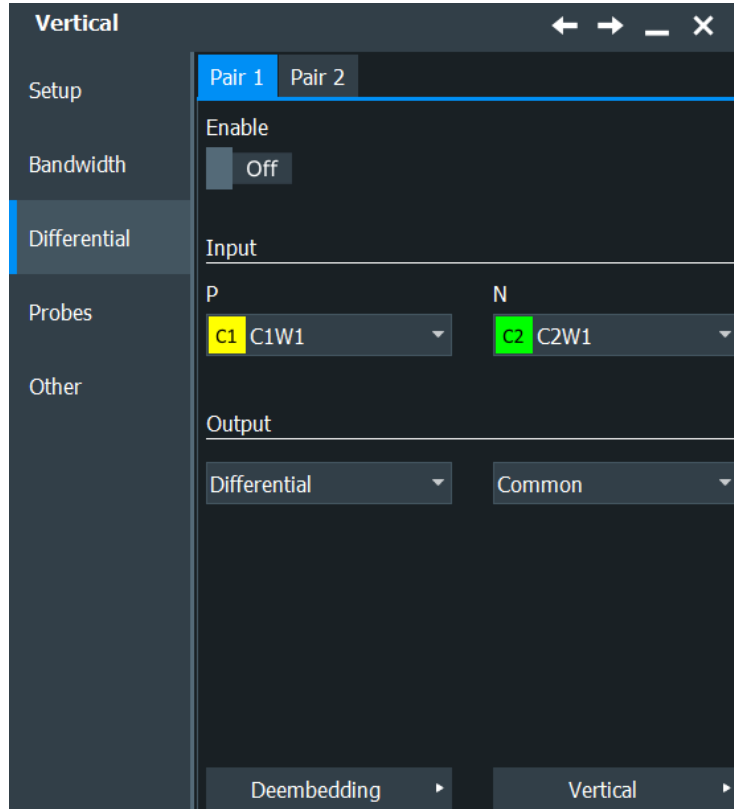 Vertical
Setup
Bandwidth
Differential
Probes
Other
Pair 1 Pair 2
Enable
Off
Input
P N
C1 C1W1 C2 C2W1
Output
Differential Common
Deembedding Vertical